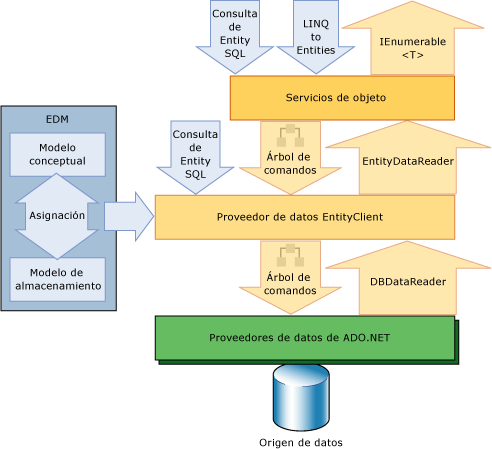 Consulta
de
Entity
SQL
LINQ
to
Entities
IEnumerable
<T>
Servicios de objeto
EDM
Modelo
conceptual
Asignación
Modelo de
almacenamiento
Consulta
de
Entity
SQL
Árbol de
comandos
EntityDataReader
Proveedor de datos EntityClient
Árbol de
comandos
DBDataReader
Proveedores de datos de ADO.NET
Origen de datos